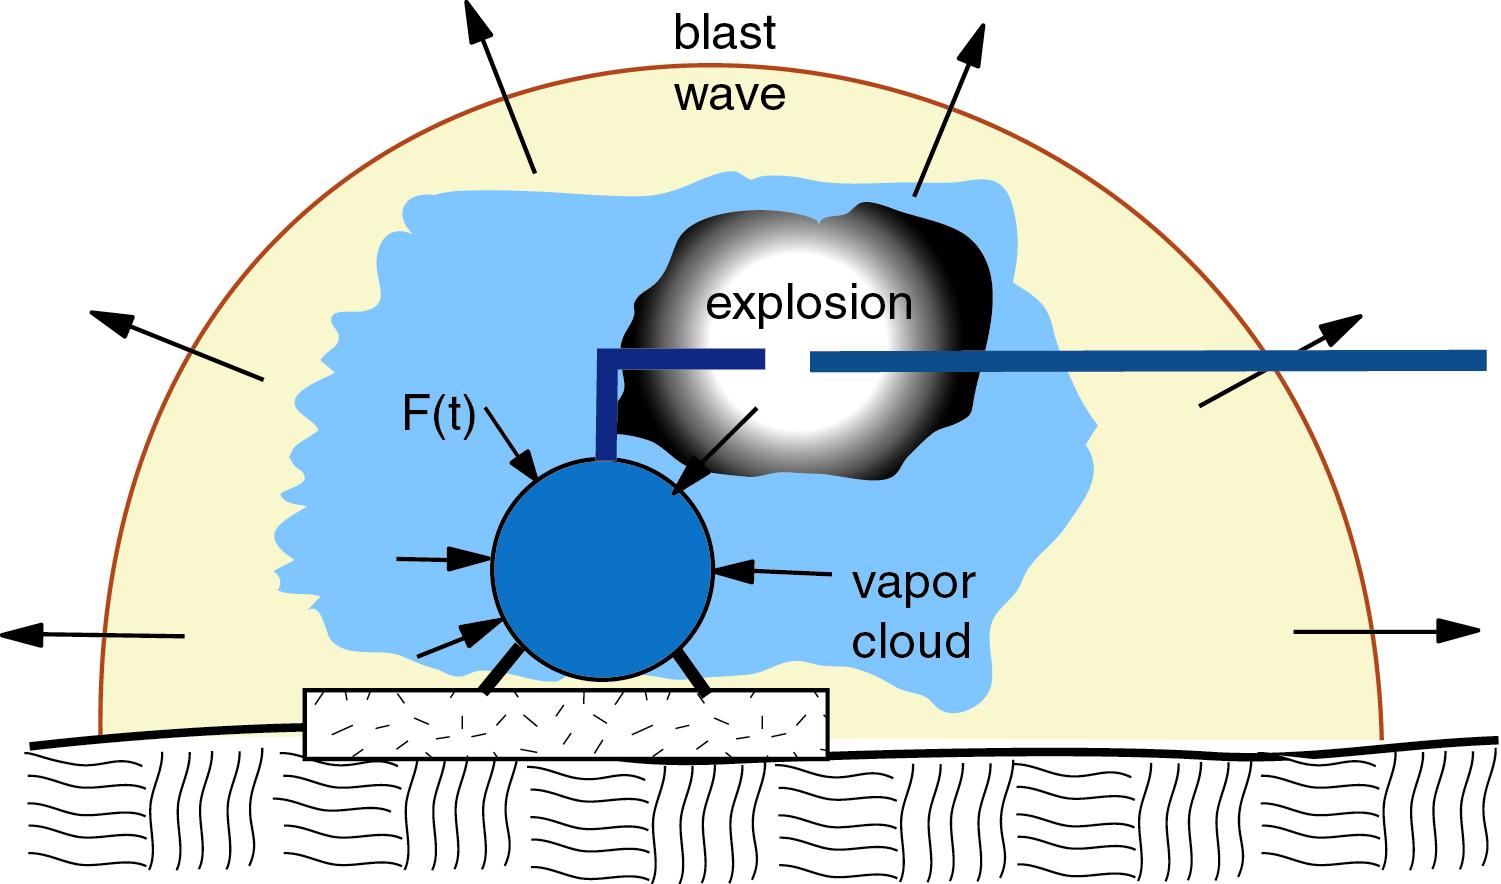 blast
wave
explosion
F(t)
vapor
cloud